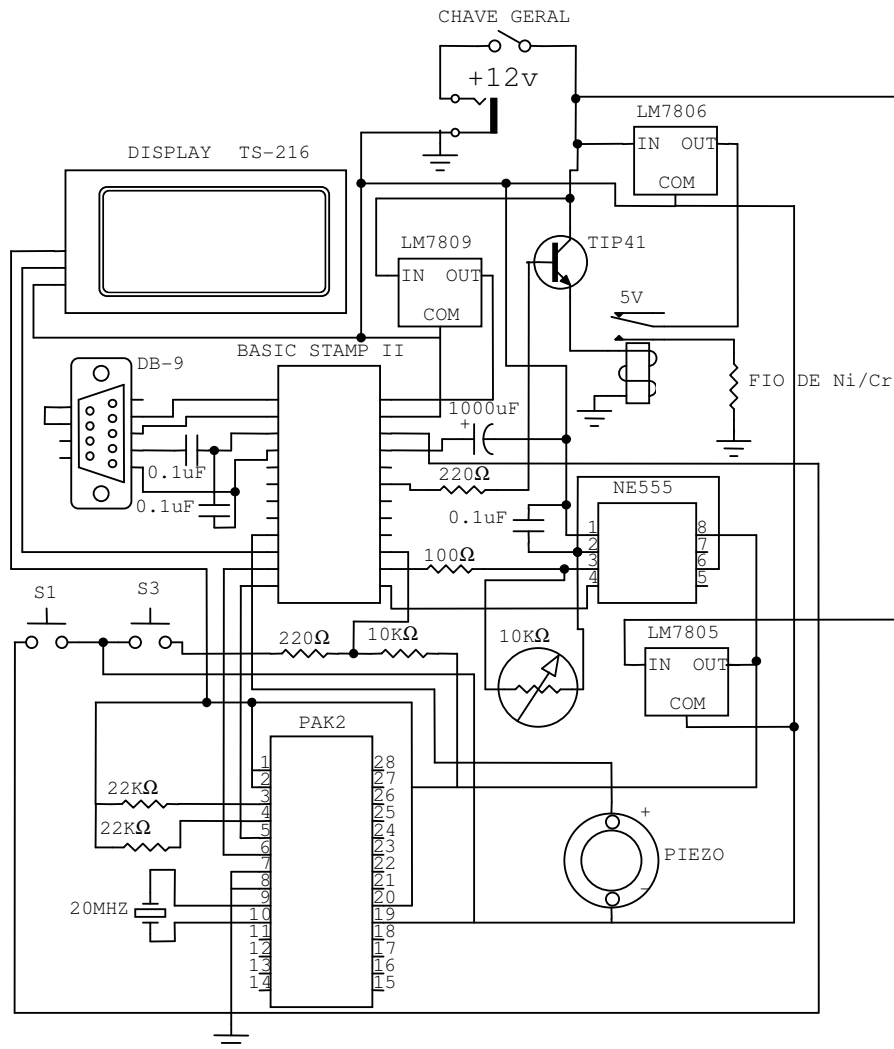 CHAVE GERAL
+12v
LM7806
IN OUT
COM
DISPLAY TS-216
LM7809
IN OUT
COM
TIP41
5V
BASIC STAMP II
DB-9
FIO DE Ni/Cr
1000uF
+
0.1uF
0.1uF
220Ω
NE555
0.1uF
1
2
3
4
8
7
6
5
100Ω
S1
S3
220Ω
10KΩ
10KΩ
LM7805
IN OUT
COM
PAK2
1
2
3
4
5
6
7
8
9
10
11
12
13
14
28
27
26
25
24
23
22
21
20
19
18
17
16
15
22KΩ
22KΩ
20MHZ
+
PIEZO
-